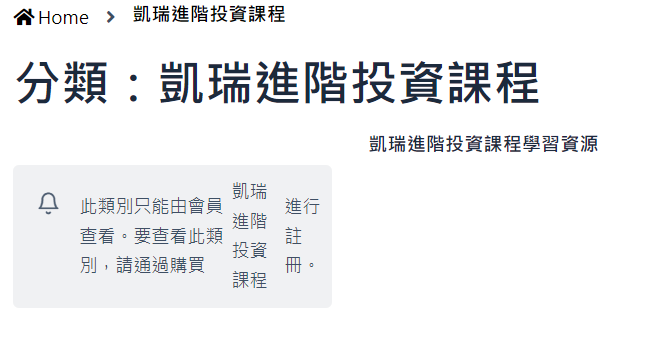 Home > 凱瑞進階投資課程
分類：凱瑞進階投資課程
凱瑞進階投資課程學習資源
此類別只能由會員
查看。要查看此類
別，請通過購買
凱瑞
進階
投資
課程
進行
註
冊。